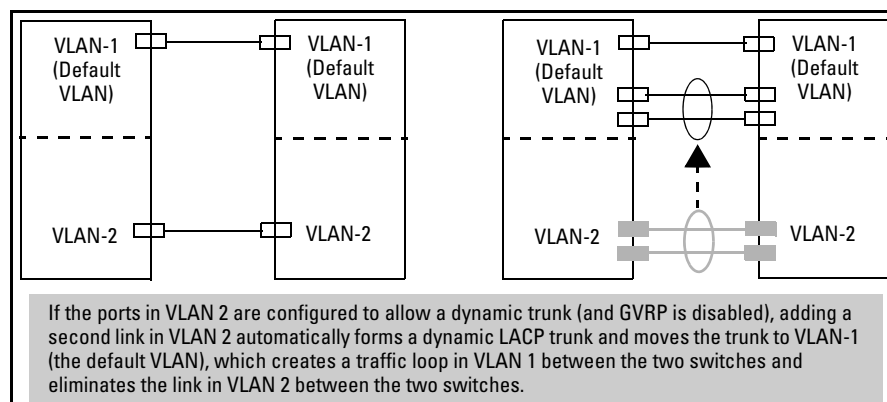 VLAN-1
(Default
VLAN)
VLAN-2
VLAN-1
(Default
VLAN)
VLAN-2
VLAN-1
(Default
VLAN)
VLAN-2
VLAN-1
(Default
VLAN)
VLAN-2
If the ports in VLAN 2 are configured to allow a dynamic trunk (and GVRP is disabled), adding a
second link in VLAN 2 automatically forms a dynamic LACP trunk and moves the trunk to VLAN-1
(the default VLAN), which creates a traffic loop in VLAN 1 between the two switches and
eliminates the link in VLAN 2 between the two switches.